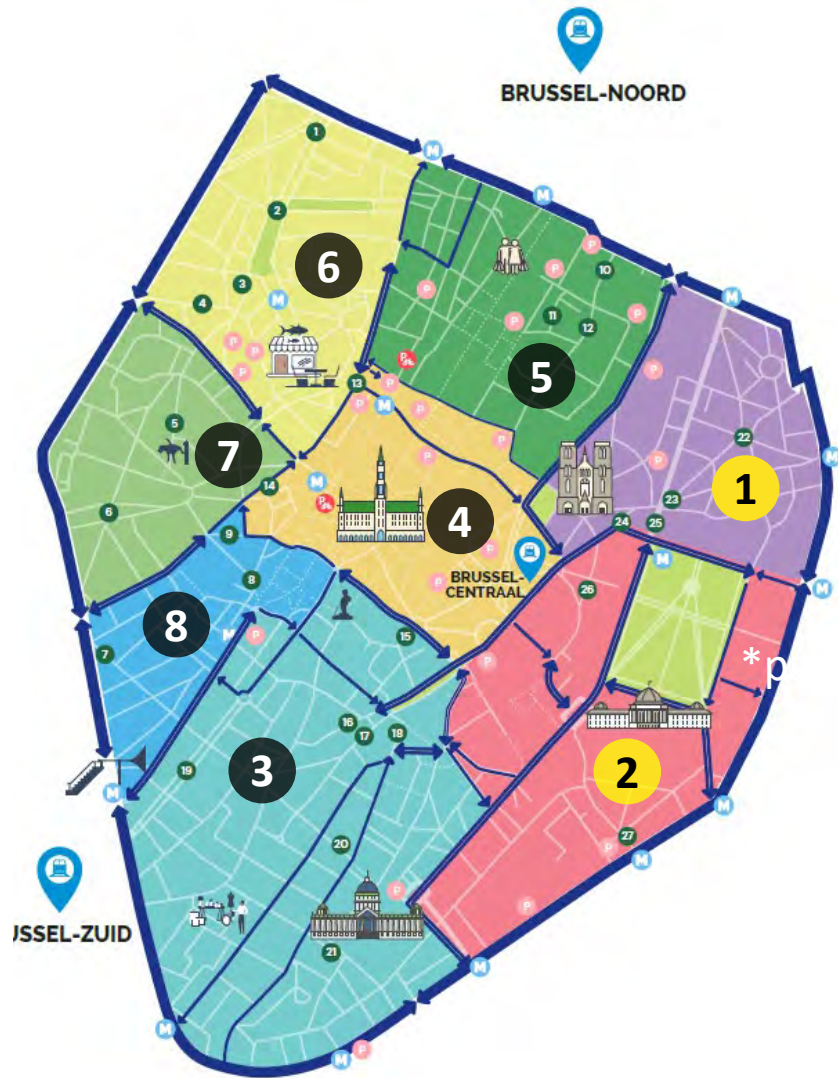 BRUSSEL-NOORD
M
1
M
2
6
P
10
3
M
P
P
M
4
11
12
P
P
P
P
5
P
P
13
P
P
M
P
5
7
P
P
22
M
14
M
P
4
P
1
23
6
9
P
24
25
BRUSSEL-
CENTRAAL
P
M
M
8
8
26
7
M
P
15
*p
P
16
17
18
3
2
19
M
M
20
27
P
M
USSEL-ZUID
P
P
21
M
M
M
P